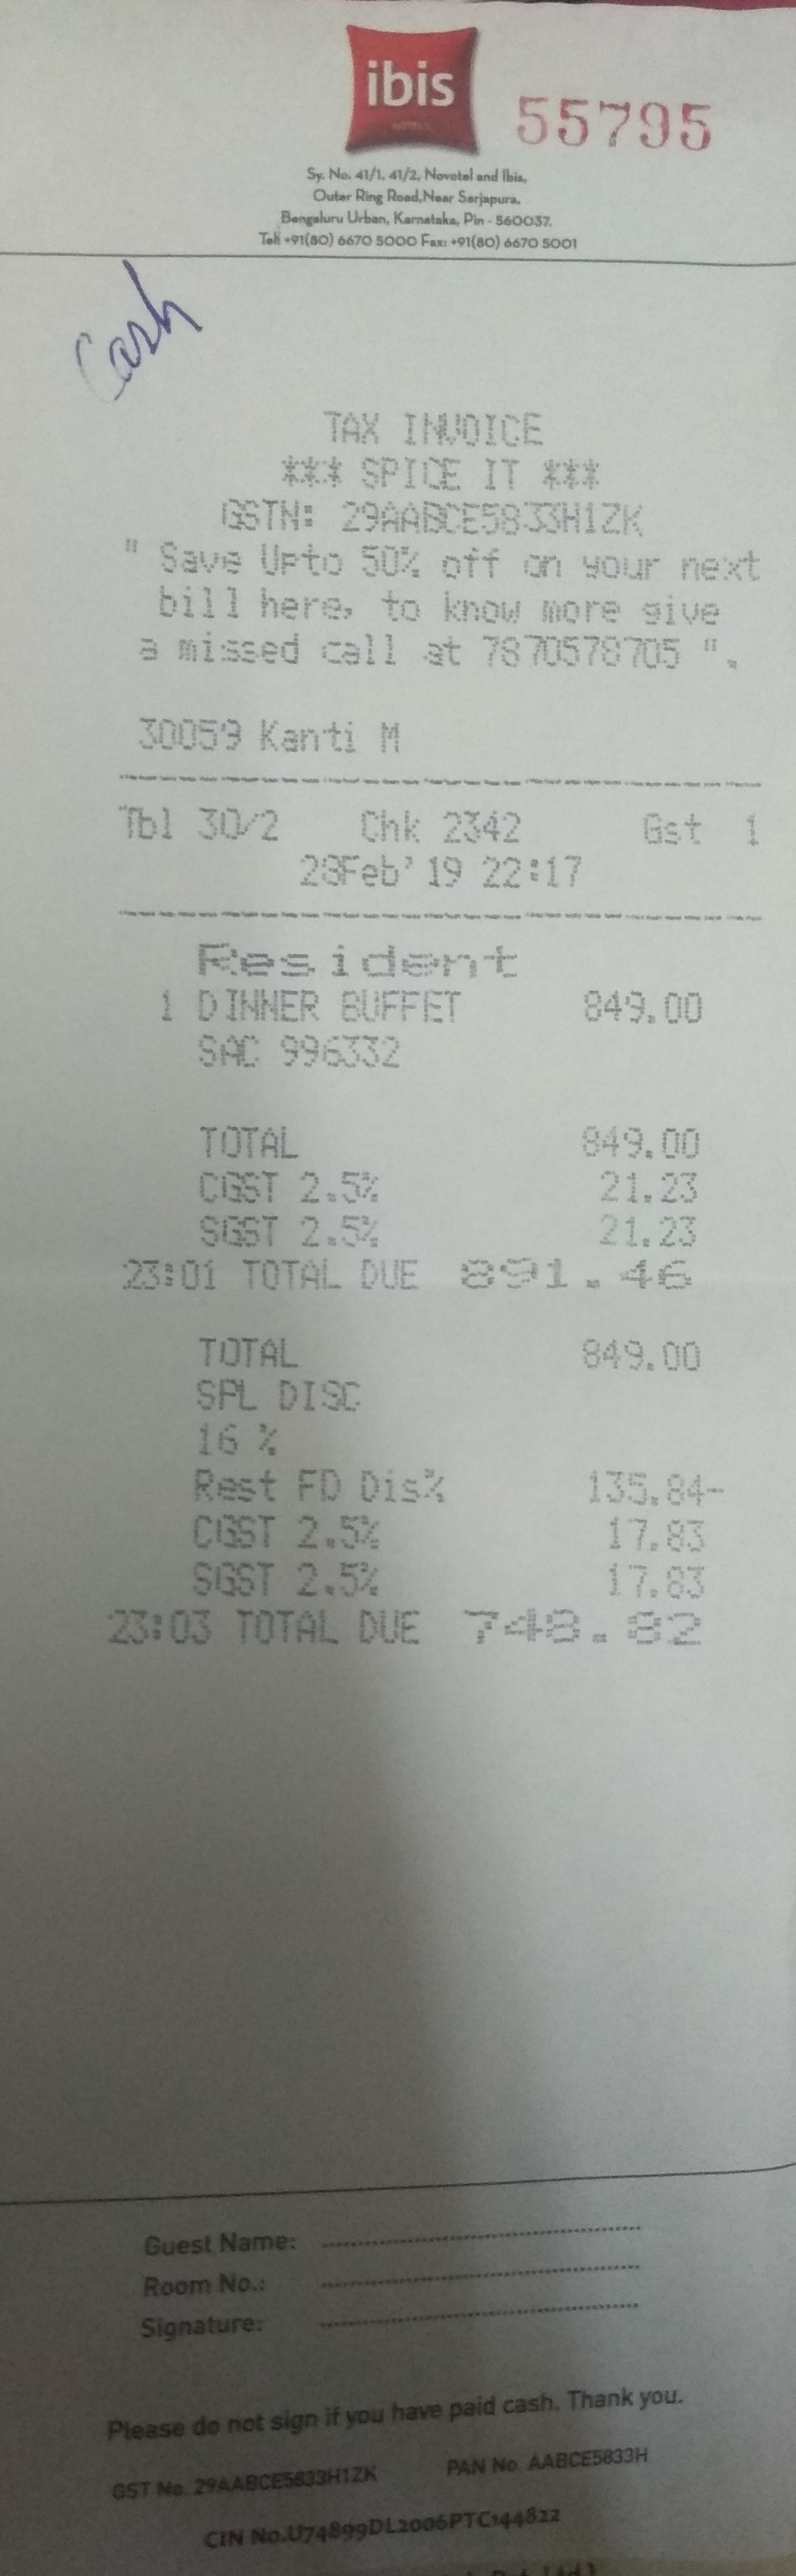 ibis
HOTELS
55795
Sy. No. 41/1, 41/2, Novotel and Ibis,
Outer Ring Road,Near Sarjapura,
Bengaluru Urban, Karnataka, Pin - 560037.
Tel: +91(80) 6670 5000 Fax: +91(80) 6670 5001
Cash
TAX INVOICE
*** SPICE IT ***
GSTN: 29AABCE5833H1ZK
" Save Upto 50% off on your next
bill here, to know more give
a missed call at 7870578705 ".
30059 Kanti M
Tbl 30/2 Chk 2342 Gst 1
28Feb'19 22:17
Resident
1 DINNER BUFFET 849.00
SAC 996332
TOTAL 849.00
CGST 2.5% 21.23
SGST 2.5% 21.23
23:01 TOTAL DUE 891.46
TOTAL 849.00
SPL DISC
16 %
Rest FD Dis% 135.84-
CGST 2.5% 17.83
SGST 2.5% 17.83
23:03 TOTAL DUE 748.82
Guest Name:
Room No.:
Signature:
Please do not sign if you have paid cash. Thank you.
GST No. 29AABCE5833H1ZK PAN No. AABCE5833H
CIN No.U74899DL2006PTC144822